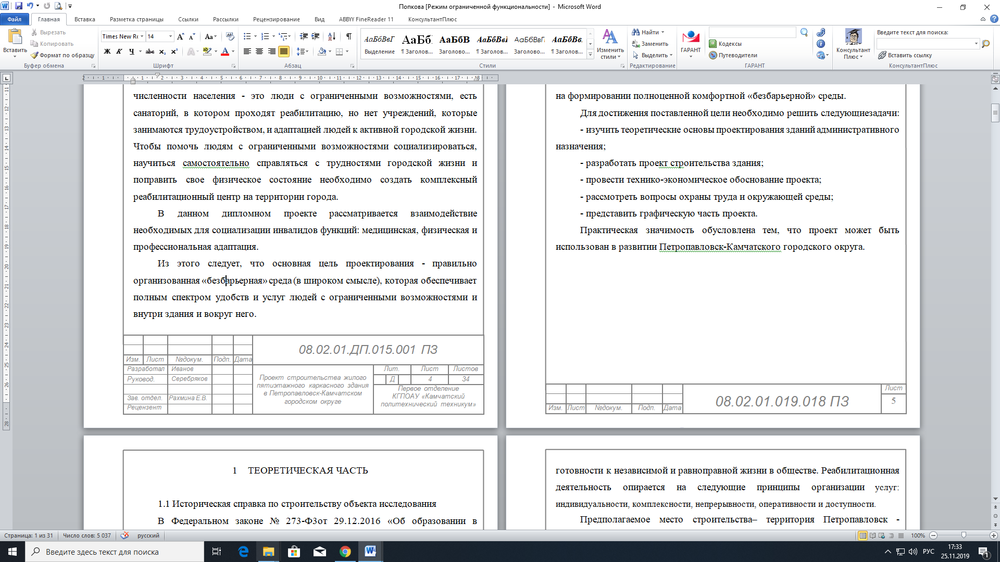 Попкова [Режим ограниченной функциональности] - Microsoft Word
Файл Главная Вставка Разметка страницы Ссылки Рассылки Рецензирование Вид ABBYY FineReader 11 КонсультантПлюс
Вставить
Вырезать
Копировать
Формат по образцу
Буфер обмена
Times New Rc 14
Шрифт
Абзац
АаБбВвГ АаБб АаБбВ АаБбВвI АаБбВвГ АаБбВв.
Выделение ¶ Заголов... Заголово... ¶ Заголов... Заголово... ¶ Заголов...
Стили
Изменить стили
Найти
Заменить
Выделить
Редактирование
ГАРАНТ
Кодексы
Путеводители
ГАРАНТ
Консультант Плюс
Введите текст для поиска:
Вставить ссылку
КонсультантПлюс
численности населения - это люди с ограниченными возможностями, есть
санаторий, в котором проходят реабилитацию, но нет учреждений, которые
занимаются трудоустройством, и адаптацией людей к активной городской жизни.
Чтобы помочь людям с ограниченными возможностями социализироваться,
научиться самостоятельно справляться с трудностями городской жизни и
поправить свое физическое состояние необходимо создать комплексный
реабилитационный центр на территории города.
В данном дипломном проекте рассматривается взаимодействие
необходимых для социализации инвалидов функций: медицинская, физическая и
профессиональная адаптация.
Из этого следует, что основная цель проектирования - правильно
организованная «безбарьерная» среда (в широком смысле), которая обеспечивает
полным спектром удобств и услуг людей с ограниченными возможностями и
внутри здания и вокруг него.
08.02.01.ДП.015.001 ПЗ
Изм. Лист №докум. Подп. Дата
Разработал Иванов
Руковод. Серебряков
Зав. отдел. Рахмина Е.В.
Рецензент
Проект строительства жилого
пятиэтажного каркасного здания
в Петропавловск-Камчатском
городском округе
Лит. Лист Листов
Д 4 34
Первое отделение
КГПОАУ «Камчатский
политехнический техникум»
на формировании полноценной комфортной «безбарьерной» среды.
Для достижения поставленной цели необходимо решить следующиезадачи:
- изучить теоретические основы проектирования зданий административного
назначения;
- разработать проект строительства здания;
- провести технико-экономическое обоснование проекта;
- рассмотреть вопросы охраны труда и окружающей среды;
- представить графическую часть проекта.
Практическая значимость обусловлена тем, что проект может быть
использован в развитии Петропавловск-Камчатского городского округа.
Изм. Лист №докум. Подп. Дата
08.02.01.019.018 ПЗ
Лист
5
1 ТЕОРЕТИЧЕСКАЯ ЧАСТЬ
1.1 Историческая справка по строительству объекта исследования
В Федеральном законе № 273-ФЗот 29.12.2016 «Об образовании в
готовности к независимой и равноправной жизни в обществе. Реабилитационная
деятельность опирается на следующие принципы организации услуг:
индивидуальности, комплексности, непрерывности, оперативности и доступности.
Предполагаемое место строительства– территория Петропавловск -
Страница: 1 из 31 Число слов: 5 037 русский 100%
Введите здесь текст для поиска
РУС
17:33
25.11.2019
1